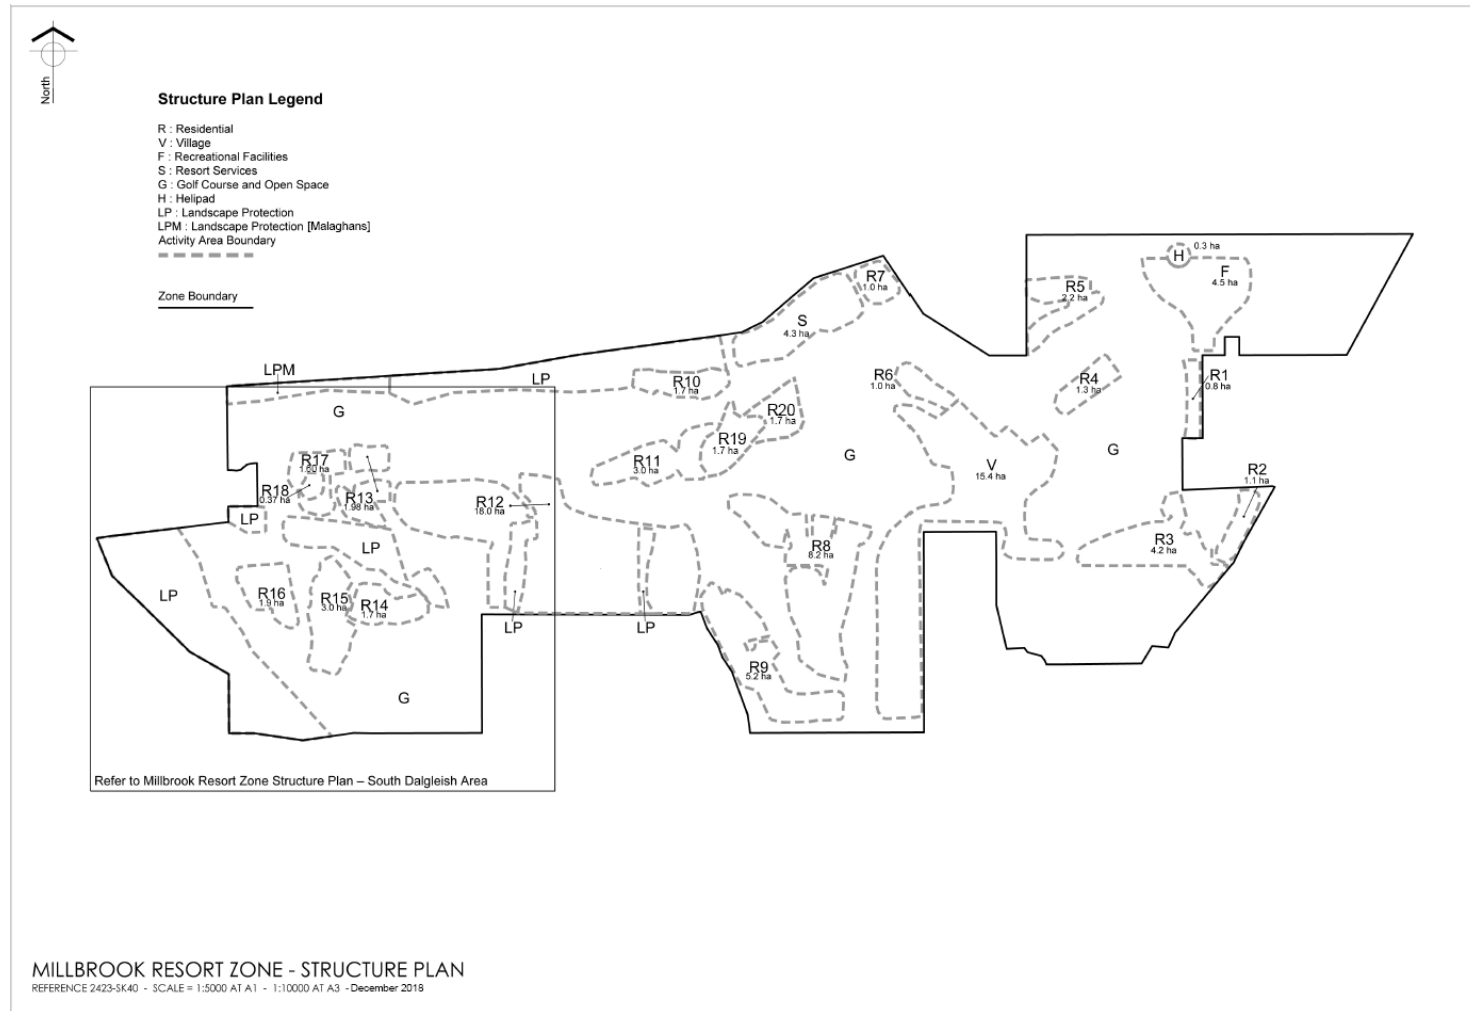 North
Structure Plan Legend
R : Residential
V : Village
F : Recreational Facilities
S : Resort Services
G : Golf Course and Open Space
H : Helipad
LP : Landscape Protection
LPM : Landscape Protection [Malaghans]
Activity Area Boundary
Zone Boundary
H
0.3 ha
F
4.5 ha
R7
1.0 ha
R5
2.2 ha
S
4.3 ha
LPM
LP
R10
1.7 ha
R6
1.0 ha
R4
1.3 ha
R1
0.8 ha
G
R20
1.7 ha
R19
1.7 ha
G
G
R17
1.60 ha
R11
3.0 ha
V
15.4 ha
R2
1.1 ha
R18
0.37 ha
R13
1.98 ha
R12
18.0 ha
LP
LP
R8
8.2 ha
R3
4.2 ha
LP
R16
1.9 ha
R15
3.0 ha
R14
1.7 ha
LP
LP
R9
5.2 ha
G
Refer to Millbrook Resort Zone Structure Plan – South Dalgleish Area
MILLBROOK RESORT ZONE - STRUCTURE PLAN
REFERENCE 2423-SK40 - SCALE = 1:5000 AT A1 - 1:10000 AT A3 - December 2018